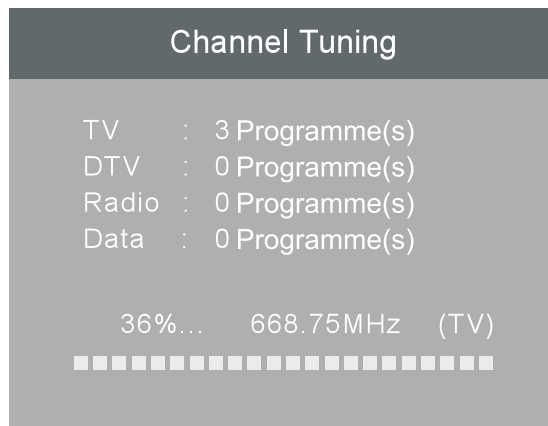 Channel Tuning
TV : 3 Programme(s)
DTV : 0 Programme(s)
Radio : 0 Programme(s)
Data : 0 Programme(s)
36%... 668.75MHz (TV)